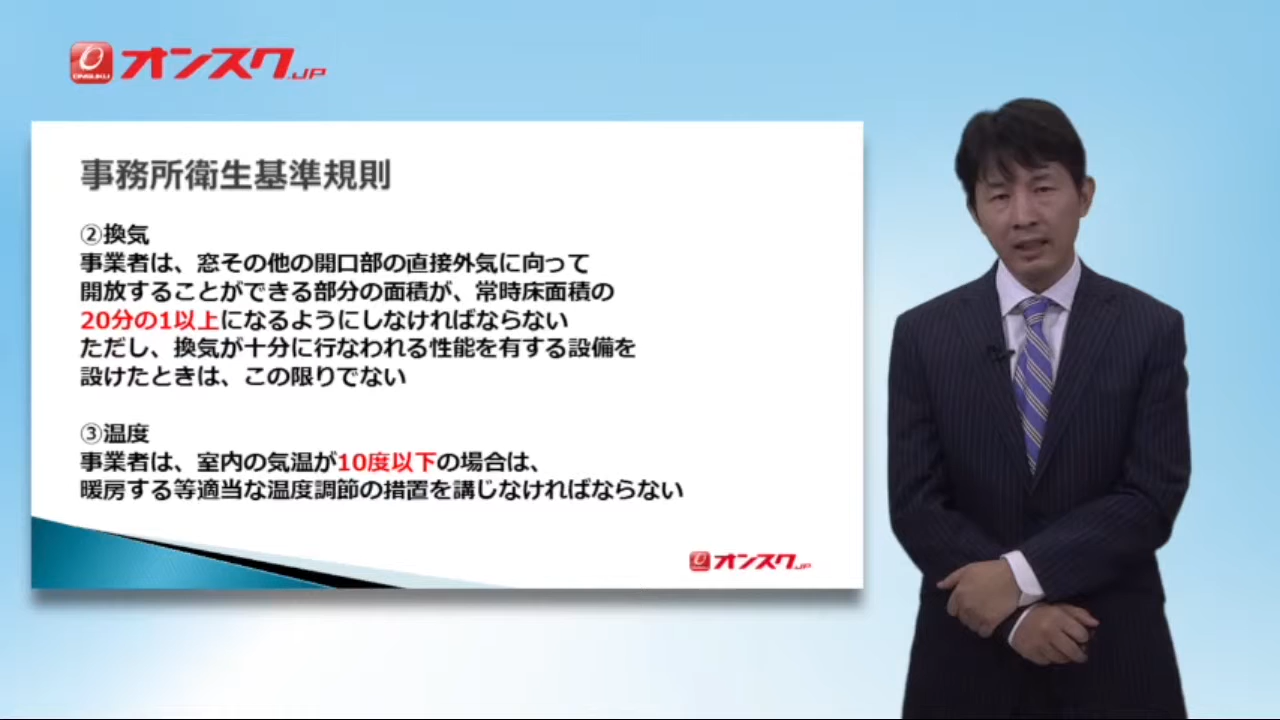 ONSUKU
オンスク.JP
事務所衛生基準規則
②換気
事業者は、窓その他の開口部の直接外気に向って
開放することができる部分の面積が、常時床面積の
20分の1以上になるようにしなければならない
ただし、換気が十分に行なわれる性能を有する設備を
設けたときは、この限りでない
③温度
事業者は、室内の気温が10度以下の場合は、
暖房する等適当な温度調節の措置を講じなければならない
オンスク.JP